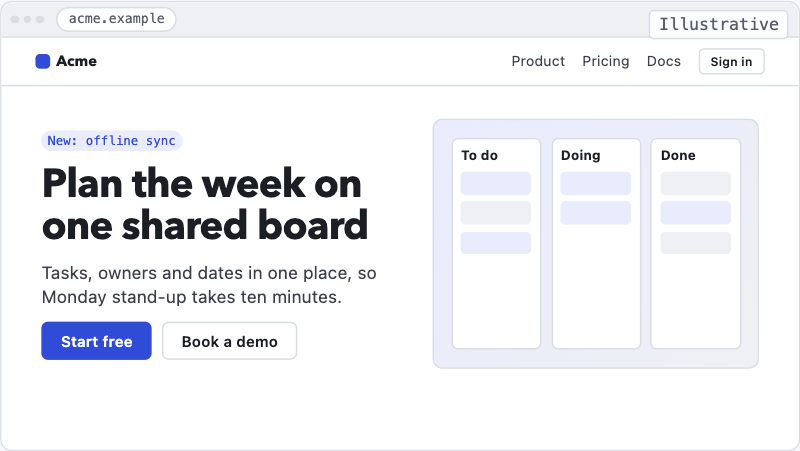 acme.example
Illustrative
Acme
Product Pricing Docs Sign in
New: offline sync
Plan the week on
one shared board
Tasks, owners and dates in one place, so
Monday stand-up takes ten minutes.
Start free Book a demo
To do Doing Done